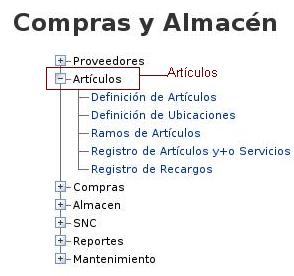 Compras y Almacén
Proveedores
Artículos
Artículos
Definición de Artículos
Definición de Ubicaciones
Ramos de Artículos
Registro de Artículos y+o Servicios
Registro de Recargos
Compras
Almacen
SNC
Reportes
Mantenimiento